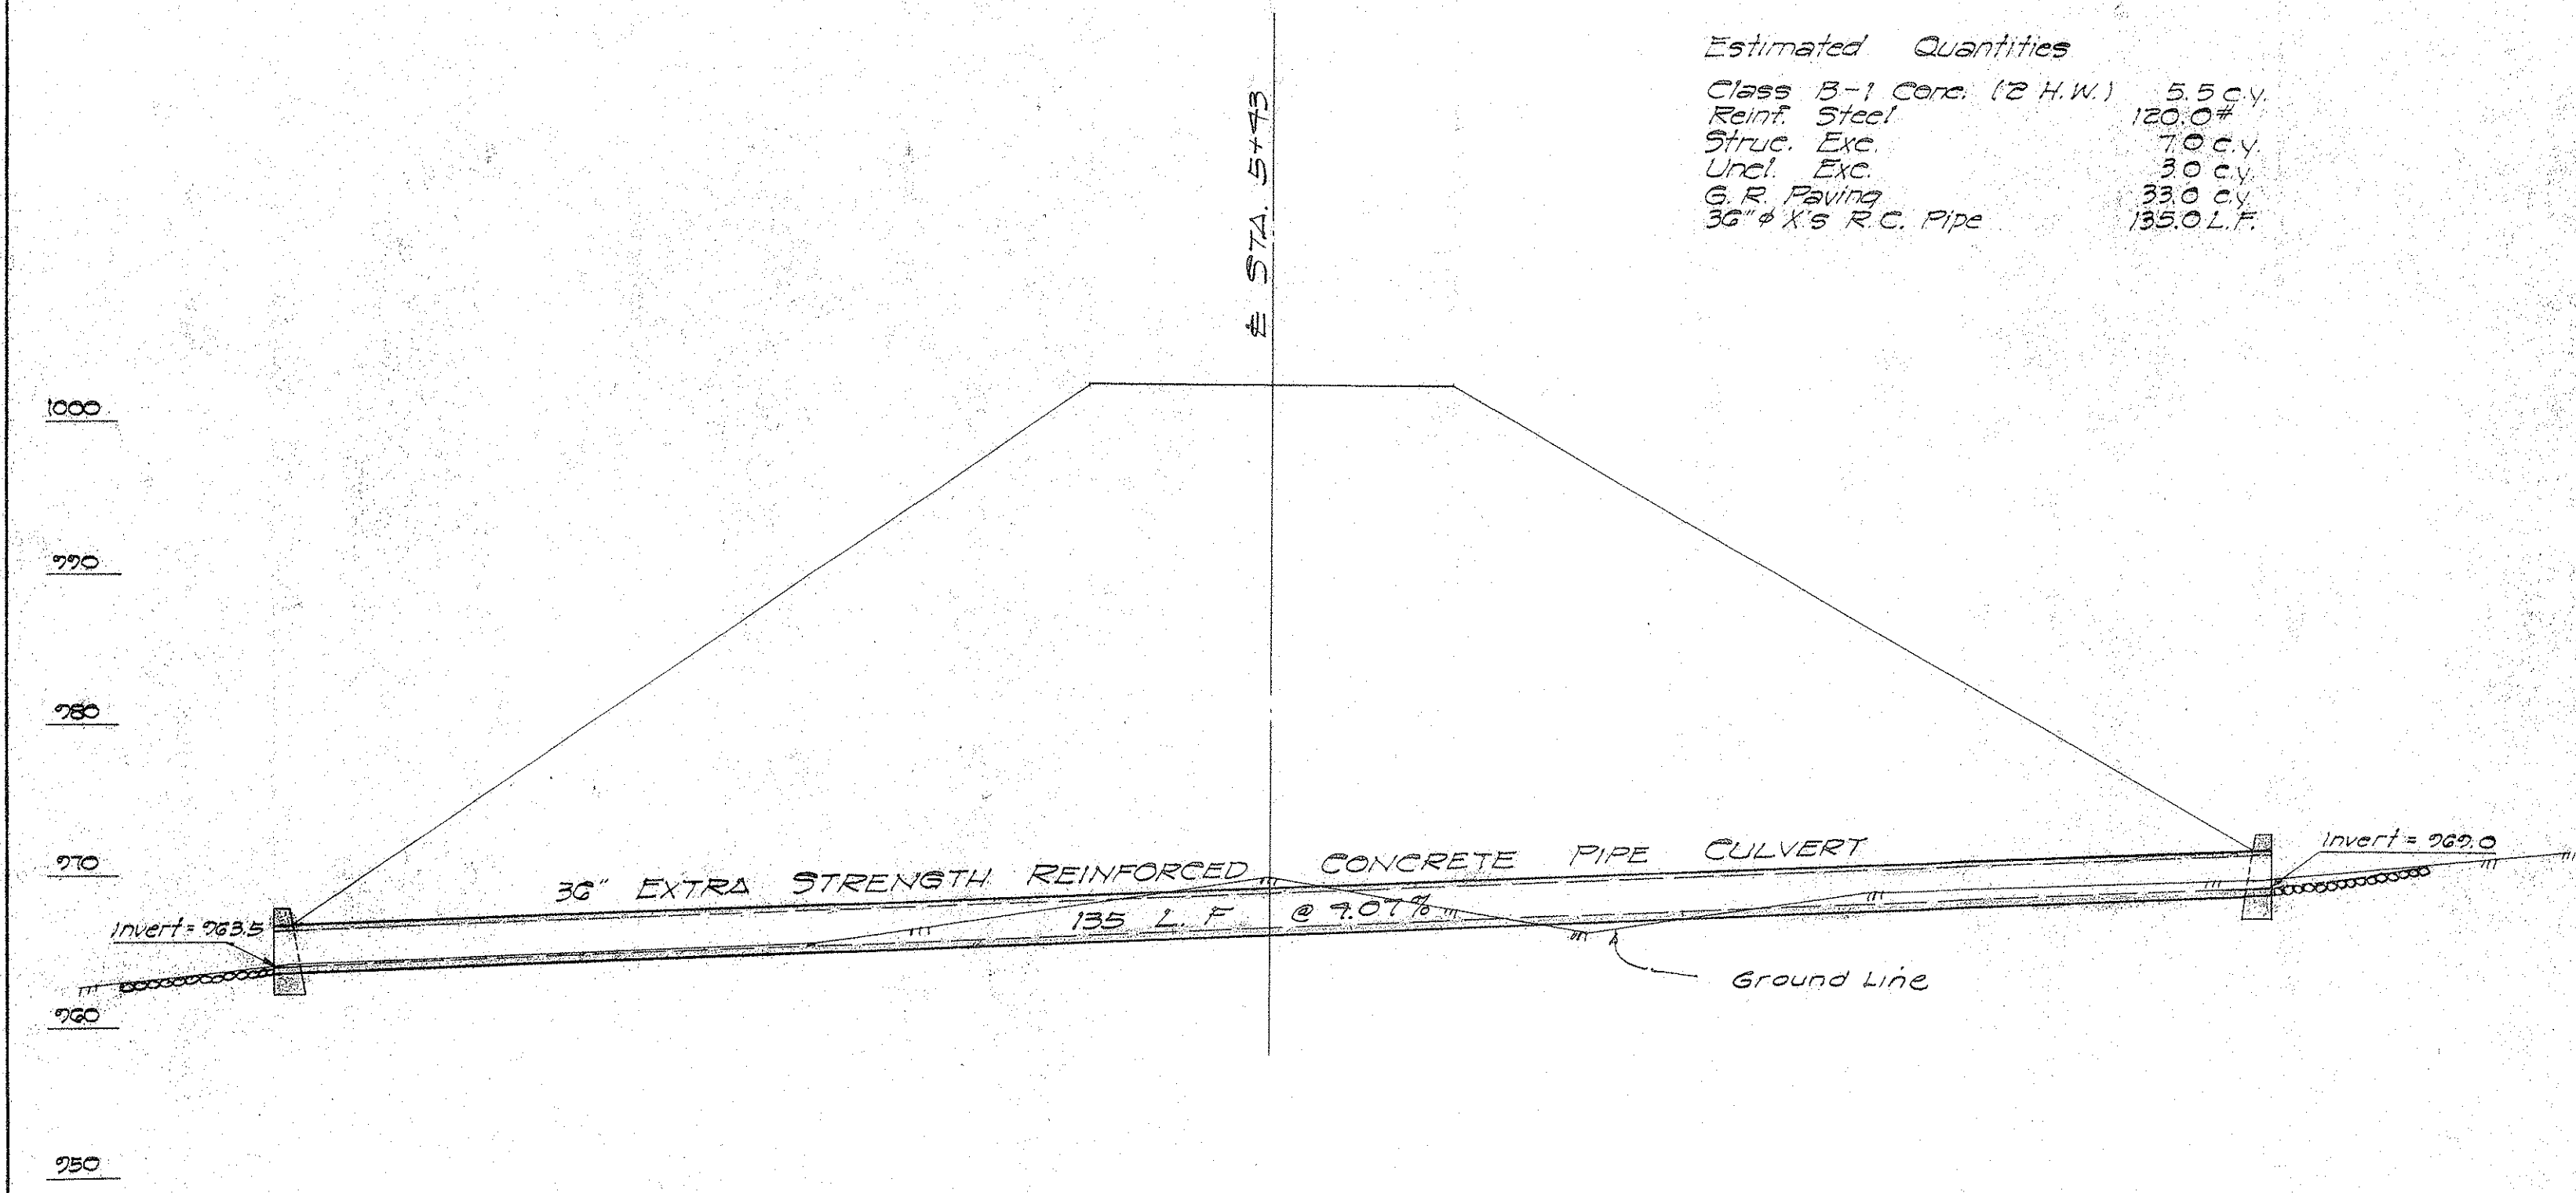 Estimated Quantities
Class B-1 Conc. (2 H.W.) 5.5 c.y.
Reinf. Steel 120.0#
Struc. Exc. 7.0 c.y.
Uncl. Exc. 3.0 c.y.
G. R. Paving 33.0 c.y.
36" ϕ X's R.C. Pipe 135.0 L.F.
℄ STA. 5+43
1000
990
980
970
960
950
36" EXTRA STRENGTH REINFORCED CONCRETE PIPE CULVERT
135 L. F @ 4.07%
Invert = 963.5
Invert = 969.0
Ground Line